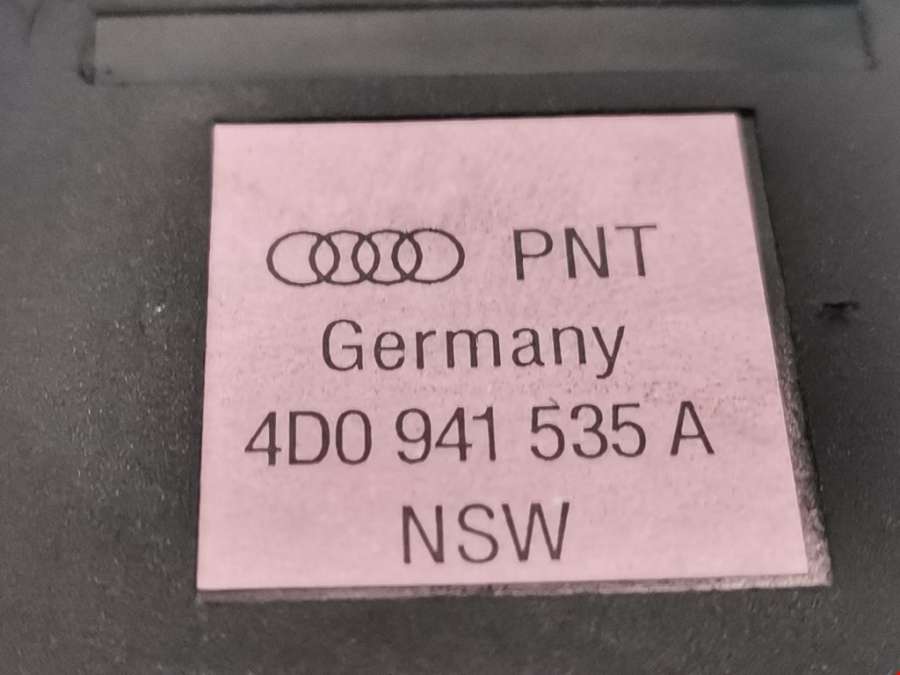 PNT
Germany
4D0 941 535 A
NSW